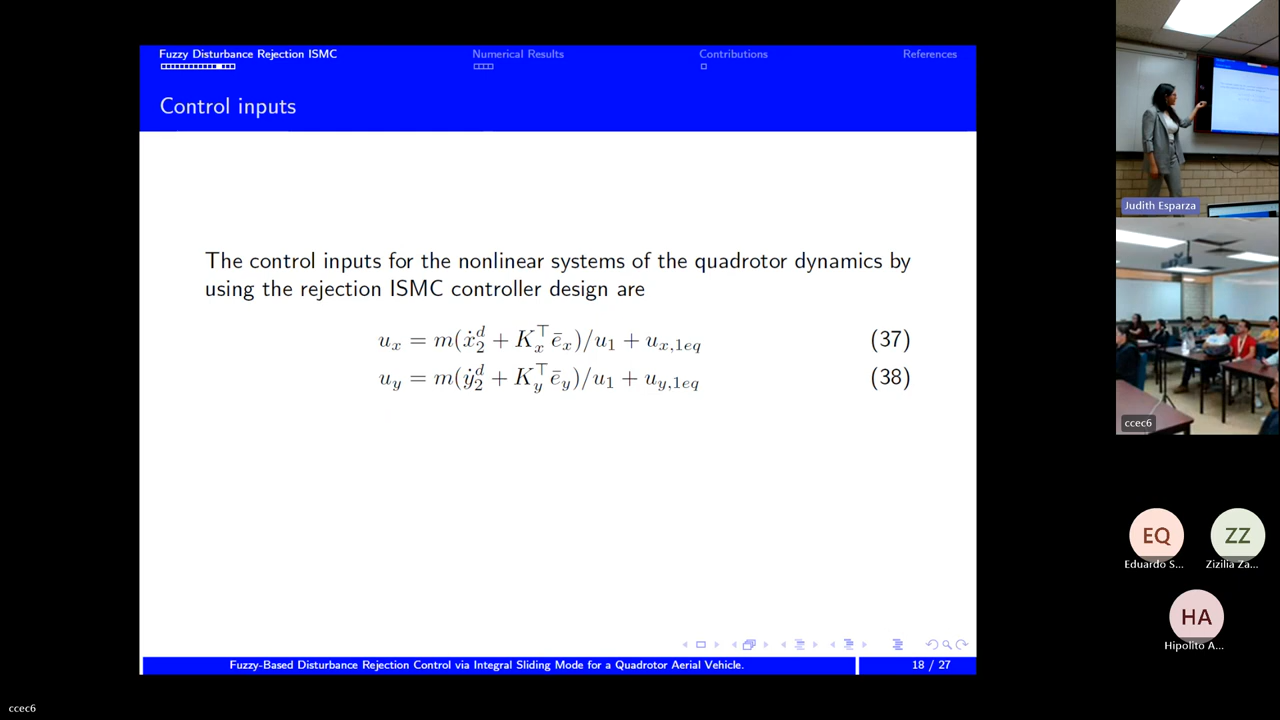 Fuzzy Disturbance Rejection ISMC
Numerical Results
Contributions
References
Control inputs
The control inputs for the nonlinear systems of the quadrotor dynamics by
using the rejection ISMC controller design are
u_x = m(ẋ_2^d + K_x^⊤ ē_x)/u_1 + u_{x,1eq} (37)
u_y = m(ẏ_2^d + K_y^⊤ ē_y)/u_1 + u_{y,1eq} (38)
Fuzzy-Based Disturbance Rejection Control via Integral Sliding Mode for a Quadrotor Aerial Vehicle.
18 / 27
Judith Esparza
ccec6
EQ
Eduardo S...
ZZ
Zizilia Za...
HA
Hipolito A...
ccec6